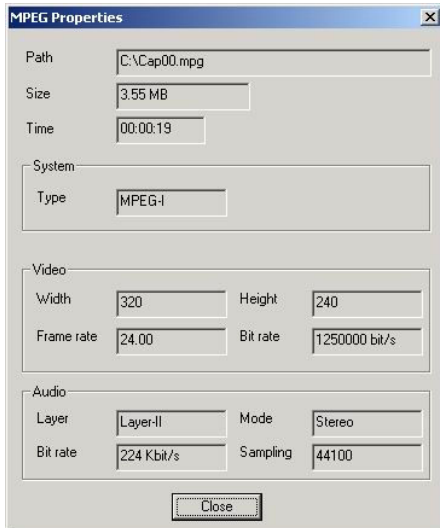 MPEG Properties
Path C:\Cap00.mpg
Size 3.55 MB
Time 00:00:19
System
Type MPEG-I
Video
Width 320 Height 240
Frame rate 24.00 Bit rate 1250000 bit/s
Audio
Layer Layer-II Mode Stereo
Bit rate 224 Kbit/s Sampling 44100
Close